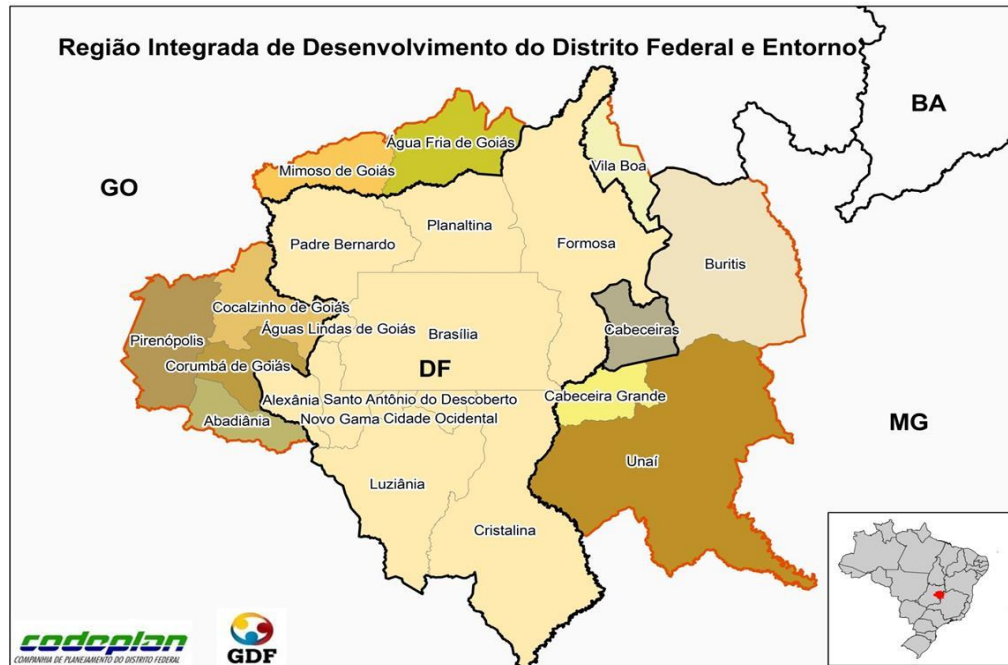 Região Integrada de Desenvolvimento do Distrito Federal e Entorno
BA
Água Fria de Goiás
Mimoso de Goiás
Vila Boa
GO
Planaltina
Padre Bernardo
Formosa
Buritis
Cocalzinho de Goiás
Águas Lindas de Goiás
Brasília
Cabeceiras
Pirenópolis
Corumbá de Goiás
DF
Alexânia Santo Antônio do Descoberto
Cabeceira Grande
Abadiânia
Novo Gama Cidade Ocidental
MG
Unaí
Luziânia
Cristalina
codeplan
COMPANHIA DE PLANEJAMENTO DO DISTRITO FEDERAL
GDF